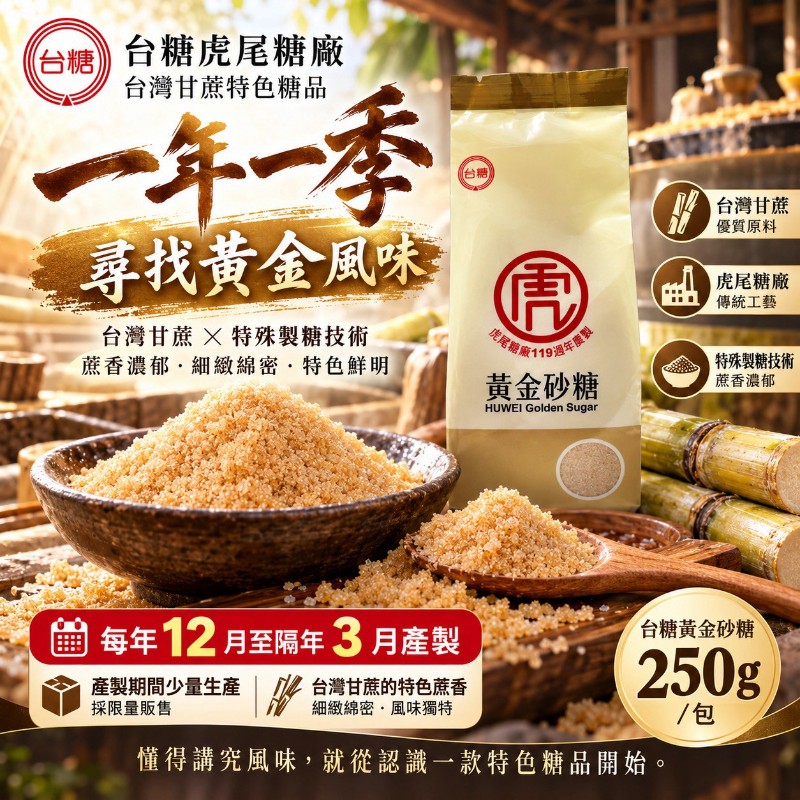 台糖
台糖虎尾糖廠
台灣甘蔗特色糖品
一年一季
尋找黃金風味
台灣甘蔗 × 特殊製糖技術
蔗香濃郁・細緻綿密・特色鮮明
台糖
虎
虎尾糖廠119週年農製
黃金砂糖
HUWEI Golden Sugar
台灣甘蔗
優質原料
虎尾糖廠
傳統工藝
特殊製糖技術
蔗香濃郁
每年12月至隔年3月產製
產製期間少量生產
採限量販售
台灣甘蔗的特色蔗香
細緻綿密・風味獨特
台糖黃金砂糖
250g
/包
懂得講究風味，就從認識一款特色糖品開始。